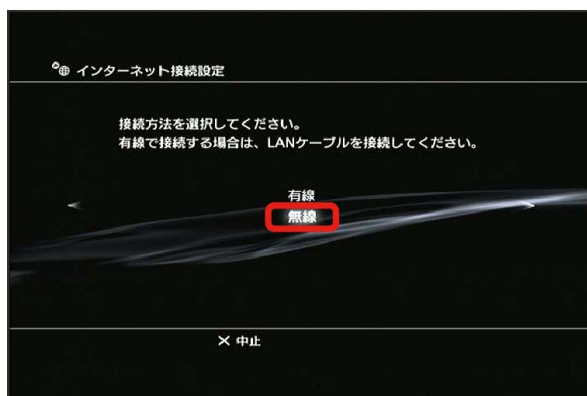 インターネット接続設定
接続方法を選択してください。
有線で接続する場合は、LANケーブルを接続してください。
有線
無線
✕ 中止